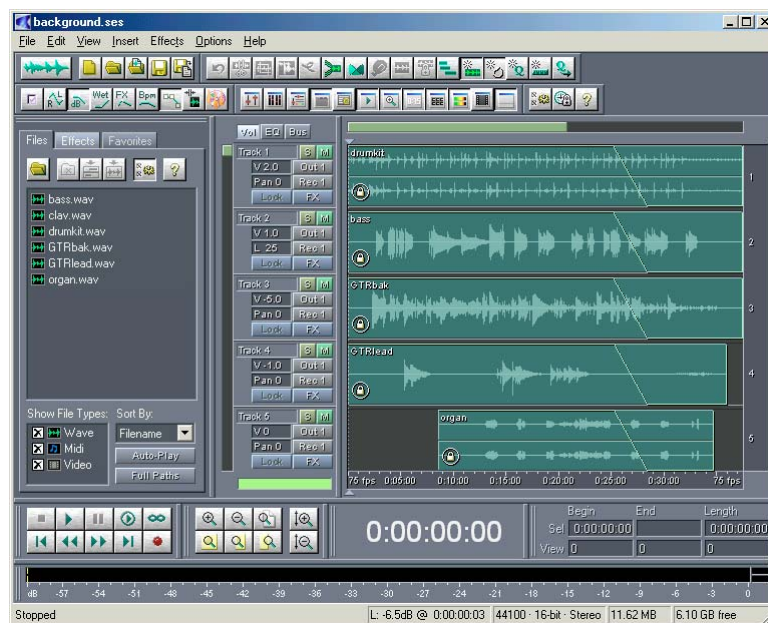 background.ses
File Edit View Insert Effects Options Help
Wet FX Bpm
dB
Files Effects Favorites
bass.wav
clav.wav
drumkit.wav
GTRbak.wav
GTRlead.wav
organ.wav
Show File Types: Sort By:
Wave Filename
Midi Auto-Play
Video Full Paths
Vol EQ Bus
Track 1 S M
V 2.0 Out 1
Pan 0 Rec 1
Lock FX
Track 2 S M
V 1.0 Out 1
L 25 Rec 1
Lock FX
Track 3 S M
V -5.0 Out 1
Pan 0 Rec 1
Lock FX
Track 4 S M
V -1.0 Out 1
Pan 0 Rec 1
Lock FX
Track 5 S M
V 0 Out 1
Pan 0 Rec 1
Lock FX
drumkit 1
bass 2
GTRbak 3
GTRlead 4
organ 5
75 fps 0:05:00 0:10:00 0:15:00 0:20:00 0:25:00 0:30:00 75 fps
0:00:00:00
Begin End Length
Sel 0:00:00:00 0:00:00:00
View 0 0 0
dB -57 -54 -51 -48 -45 -42 -39 -36 -33 -30 -27 -24 -21 -18 -15 -12 -9 -6 -3 0
Stopped L: -6.5dB @ 0:00:00:03 44100 · 16-bit · Stereo 11.62 MB 6.10 GB free